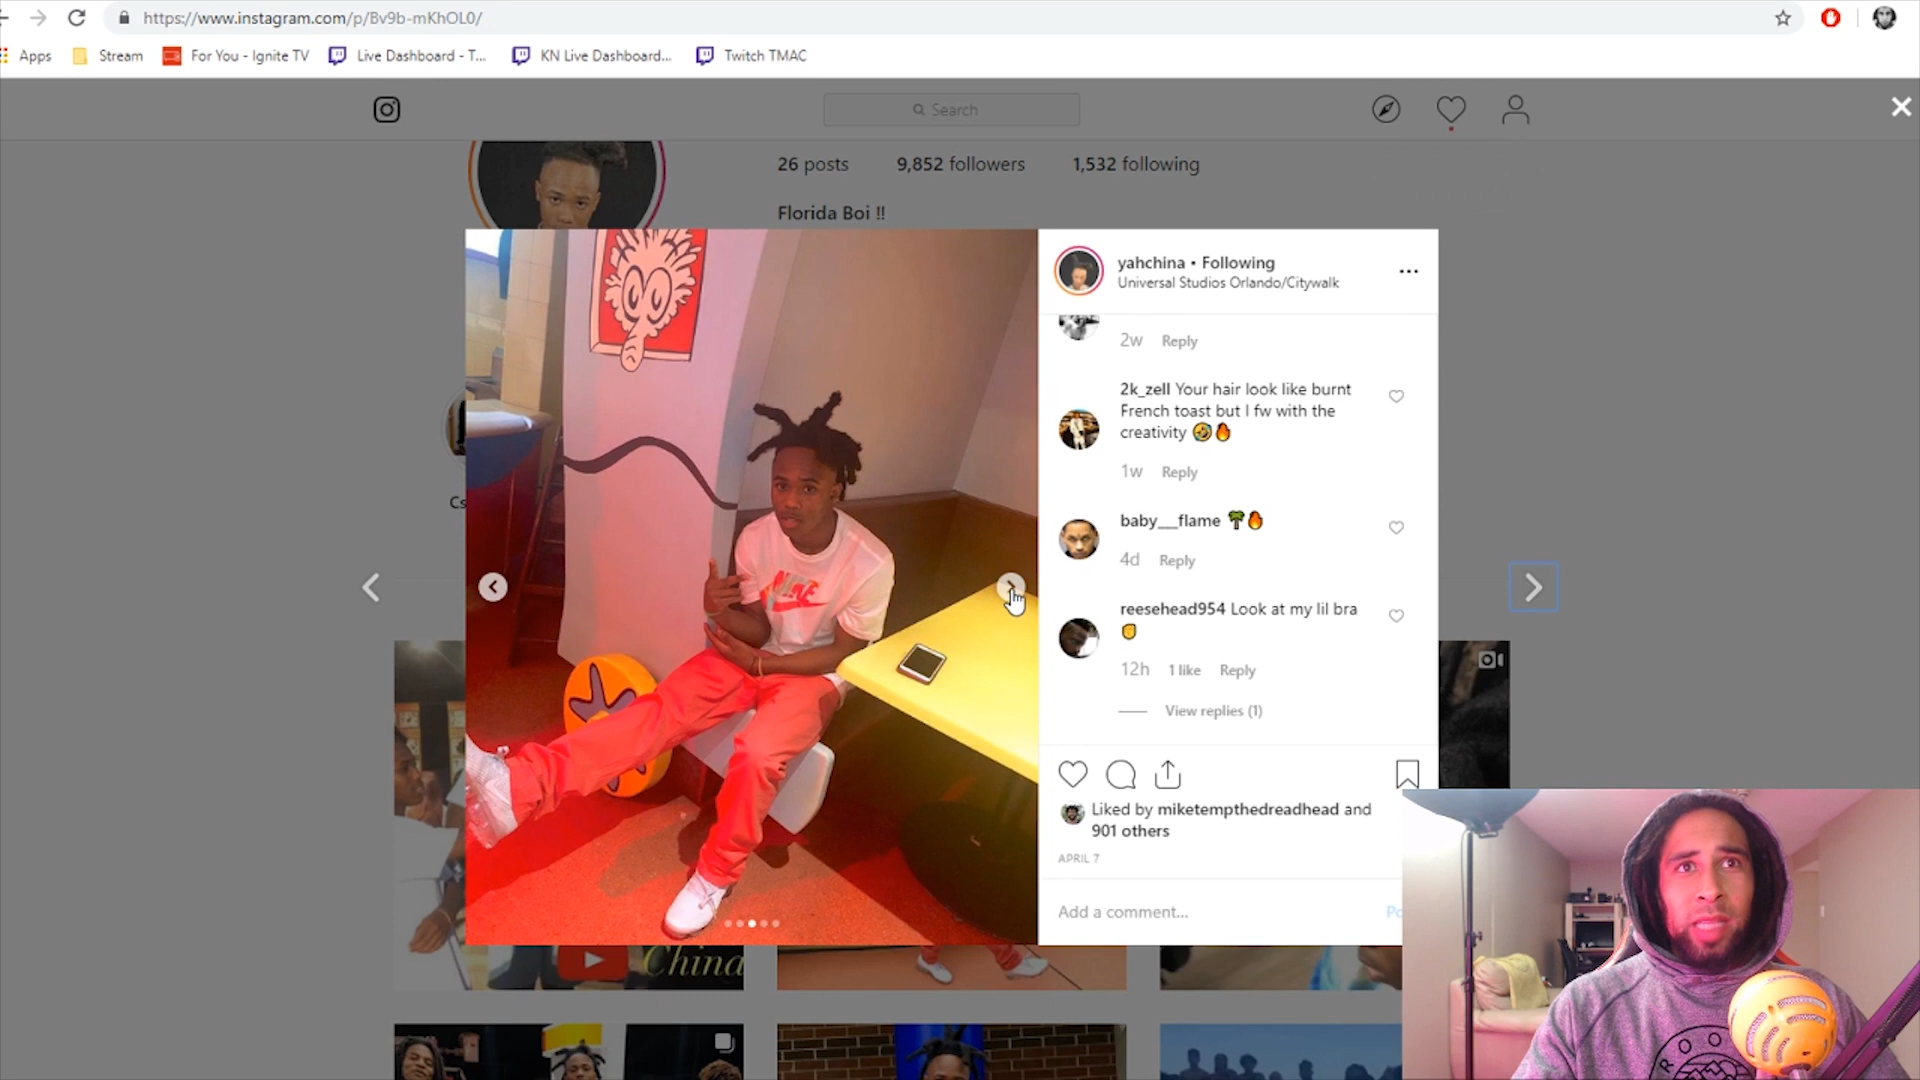 https://www.instagram.com/p/Bv9b-mKhOL0/
Apps Stream For You - Ignite TV Live Dashboard - T... KN Live Dashboard... Twitch TMAC
Search
26 posts 9,852 followers 1,532 following
Florida Boi !!
yahchina • Following
Universal Studios Orlando/Citywalk
2w Reply
2k_zell Your hair look like burnt
French toast but I fw with the
creativity 🤣🔥
1w Reply
baby__flame 🌴🔥
4d Reply
reesehead954 Look at my lil bra
✊
12h 1 like Reply
View replies (1)
Liked by miketempthedreadhead and
901 others
APRIL 7
Add a comment...
Cs
NIKE
China
ROO